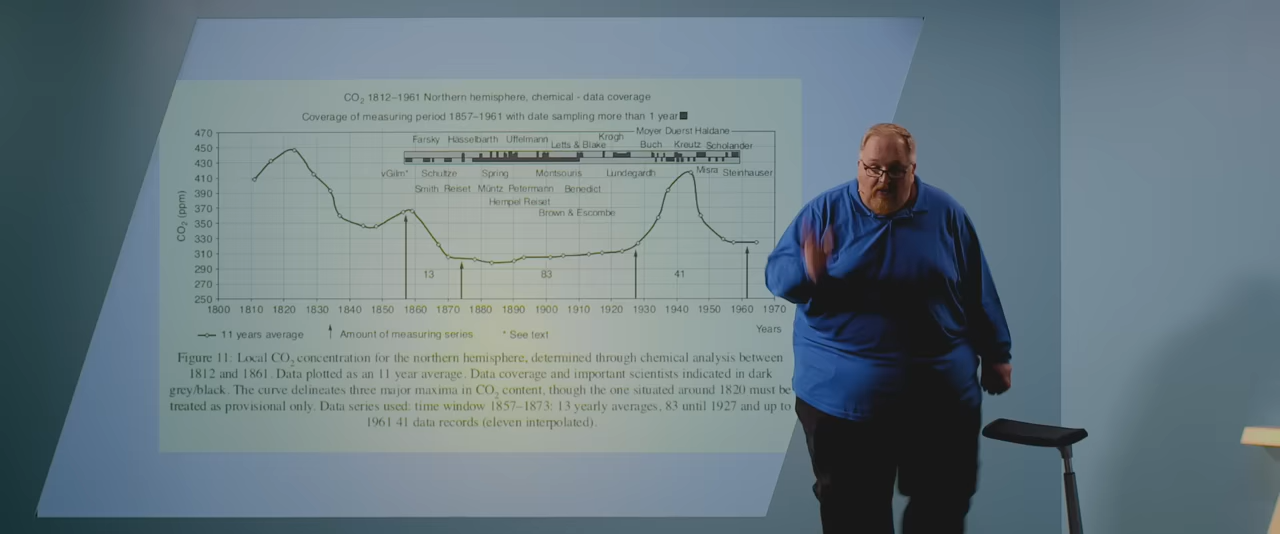 CO2 1812–1961 Northern hemisphere, chemical - data coverage
Coverage of measuring period 1857–1961 with date sampling more than 1 year
Moyer Duerst Haldane
Farsky Hasselbarth Uffelmann Krogh Buch Kreutz Scholander
Letts & Blake
vGilm* Schultze Spring Montsouris Lundegardh Misra Steinhauser
Smith Reiset Müntz Petermann Benedict
Hempel Reiset
Brown & Escombe
CO2 (ppm)
470
450
430
410
390
370
350
330
310
290
270
250
13 83 41
1800 1810 1820 1830 1840 1850 1860 1870 1880 1890 1900 1910 1920 1930 1940 1950 1960 1970
Years
11 years average Amount of measuring series * See text
Figure 11: Local CO2 concentration for the northern hemisphere, determined through chemical analysis between
1812 and 1861. Data plotted as an 11 year average. Data coverage and important scientists indicated in dark
grey/black. The curve delineates three major maxima in CO2 content, though the one situated around 1820 must be
treated as provisional only. Data series used: time window 1857–1873: 13 yearly averages, 83 until 1927 and up to
1961 41 data records (eleven interpolated).